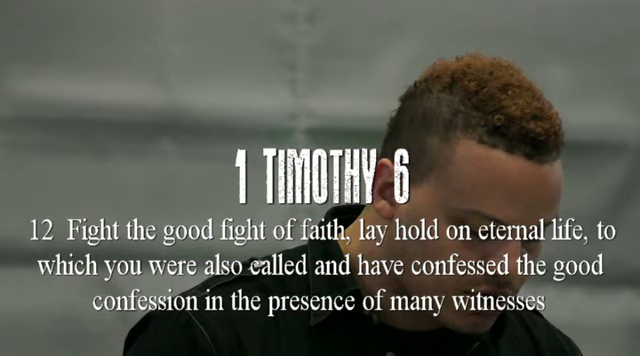 1 TIMOTHY 6
12 Fight the good fight of faith, lay hold on eternal life, to
which you were also called and have confessed the good
confession in the presence of many witnesses